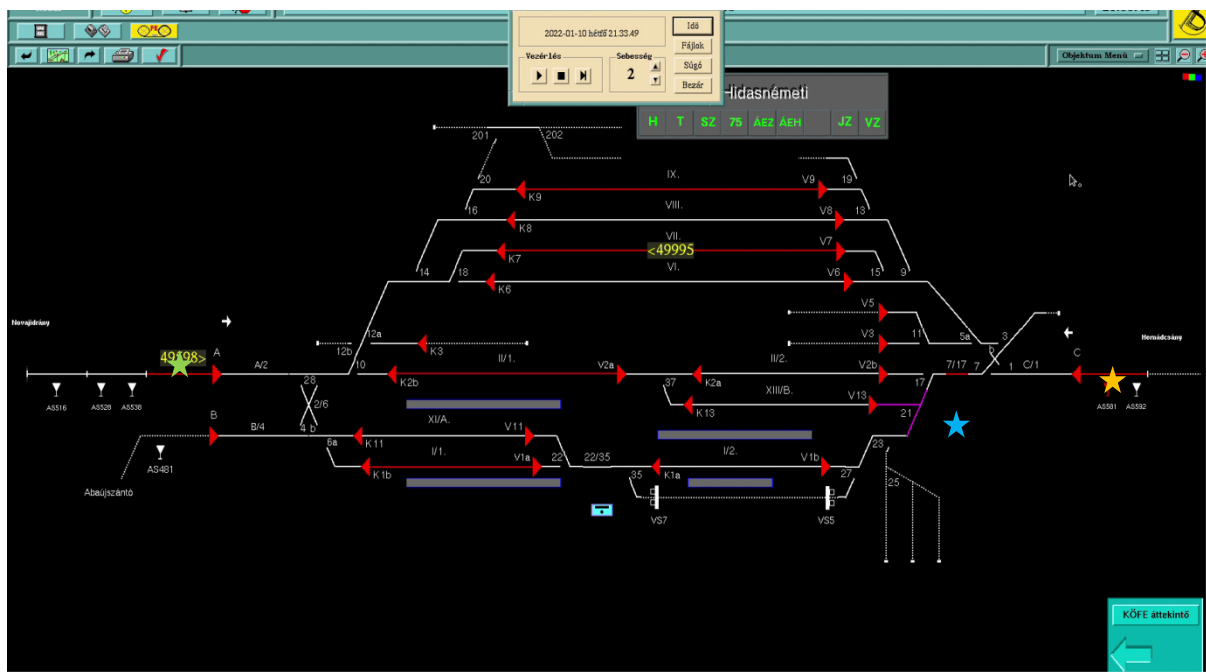 2022-01-10 hétfő 21.33.49
Idő
Fájlok
Súgó
Bezár
Vezérlés
Sebesség
2
Objektum Menü
Hidasnémeti
H T SZ 75 ÁEZ ÁEH JZ VZ
201 202
IX.
20 K9 V9 19
VIII.
16 K8 V8 13
VII.
<49995
K7 V7
VI.
14 18 K6 V6 15 9
V5
Novajidrány
12a V3 11 5a 3
Hernádcsány
12b K3 b
49598> A A/2 10 II/1. V2a II/2. V2b 7/17 7 1 C/1 C
28 K2b 37 K2a 17
AS516 AS528 AS538 XIII/B. AS581 AS592
2/6 K13 V13
B XI/A. 21
B/4 4 b V11
AS481 6a K11 23
I/1. I/2.
V1a 22 22/35 V1b
K1b K1a 27
35 25
Abaújszántó
VS7 VS5
KÖFE áttekintő